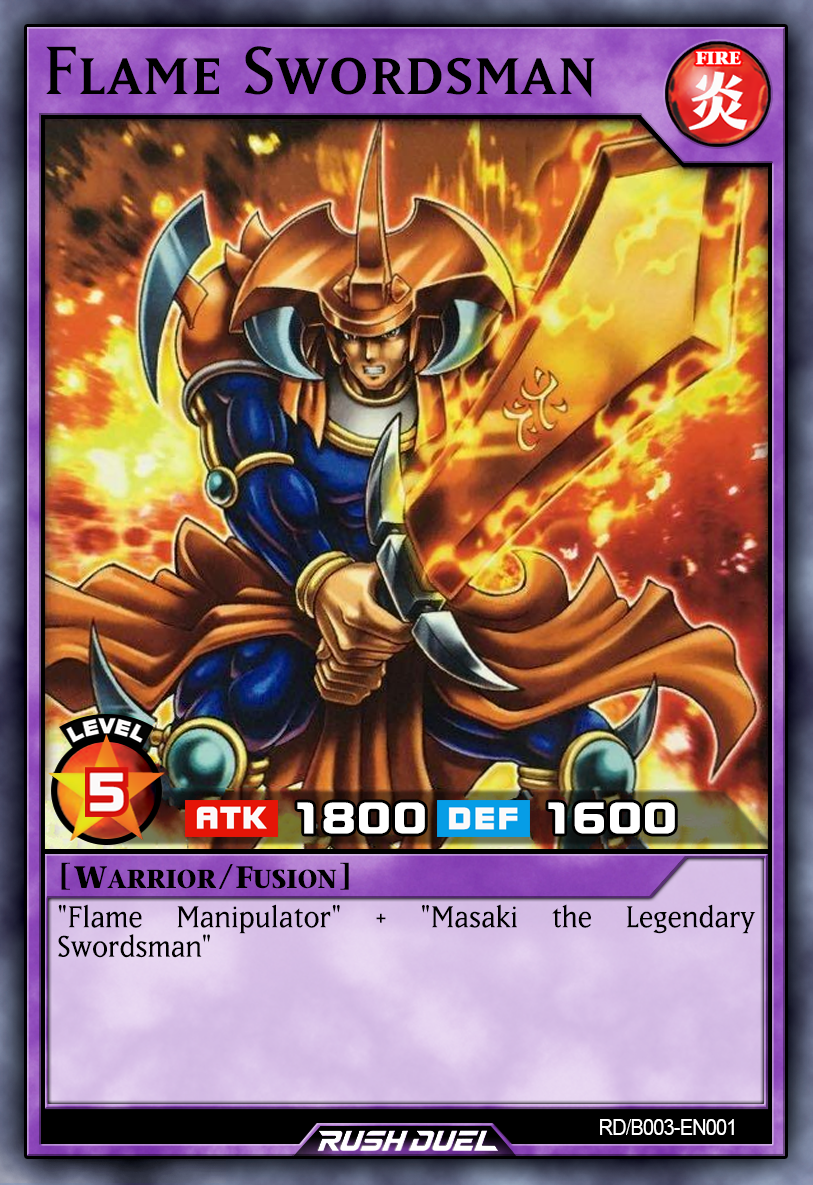 FLAME SWORDSMAN
FIRE
炎
LEVEL
5
ATK 1800 DEF 1600
[WARRIOR/FUSION]
"Flame Manipulator" + "Masaki the Legendary
Swordsman"
RD/B003-EN001
RUSH DUEL